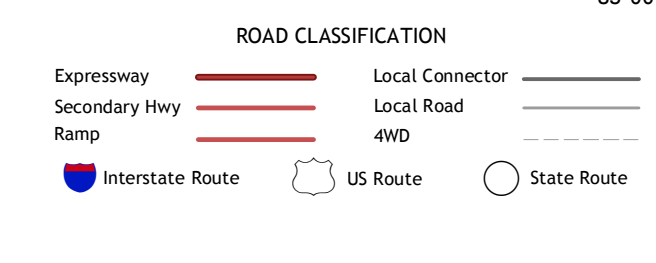 ROAD CLASSIFICATION
Expressway
Local Connector
Secondary Hwy
Local Road
Ramp
4WD
Interstate Route
US Route
State Route